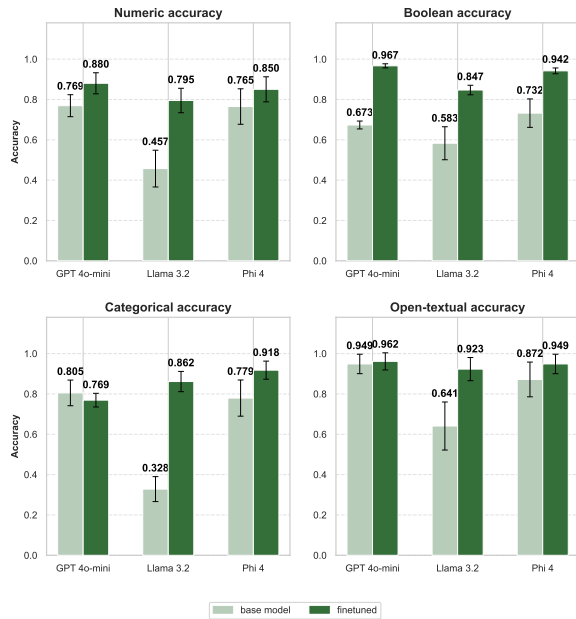 Numeric accuracy
Accuracy
1.0
0.8
0.6
0.4
0.2
0.0
0.769
0.880
0.457
0.795
0.765
0.850
GPT 4o-mini
Llama 3.2
Phi 4
Boolean accuracy
1.0
0.8
0.6
0.4
0.2
0.0
0.673
0.967
0.583
0.847
0.732
0.942
GPT 4o-mini
Llama 3.2
Phi 4
Categorical accuracy
Accuracy
1.0
0.8
0.6
0.4
0.2
0.0
0.805
0.769
0.328
0.862
0.779
0.918
GPT 4o-mini
Llama 3.2
Phi 4
Open-textual accuracy
1.0
0.8
0.6
0.4
0.2
0.0
0.949
0.962
0.641
0.923
0.872
0.949
GPT 4o-mini
Llama 3.2
Phi 4
base model
finetuned